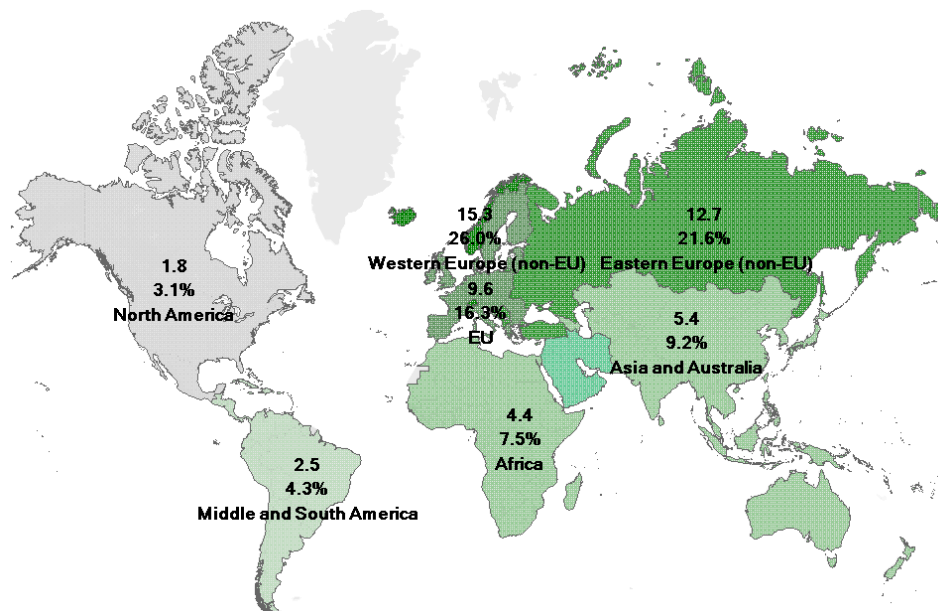 15.3
26.0%
Western Europe (non-EU)
12.7
21.6%
Eastern Europe (non-EU)
1.8
3.1%
North America
9.6
16.3%
EU
5.4
9.2%
Asia and Australia
4.4
7.5%
Africa
2.5
4.3%
Middle and South America